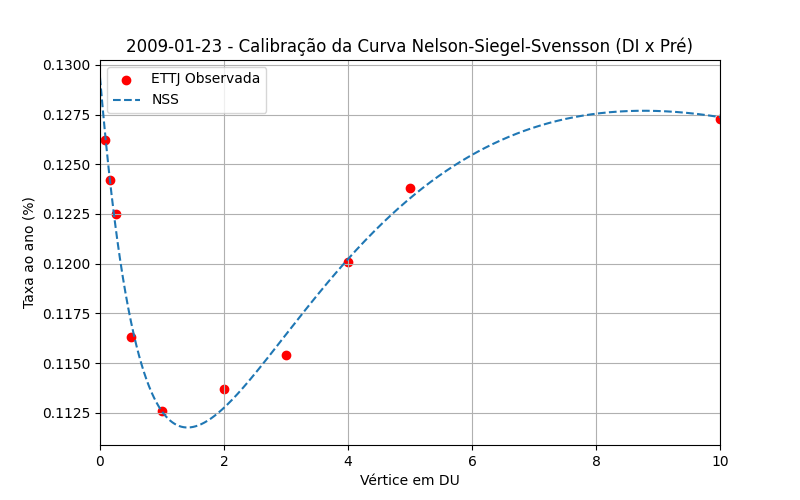 2009-01-23 - Calibração da Curva Nelson-Siegel-Svensson (DI x Pré)
ETTJ Observada
NSS
Taxa ao ano (%)
0.1300
0.1275
0.1250
0.1225
0.1200
0.1175
0.1150
0.1125
0 2 4 6 8 10
Vértice em DU